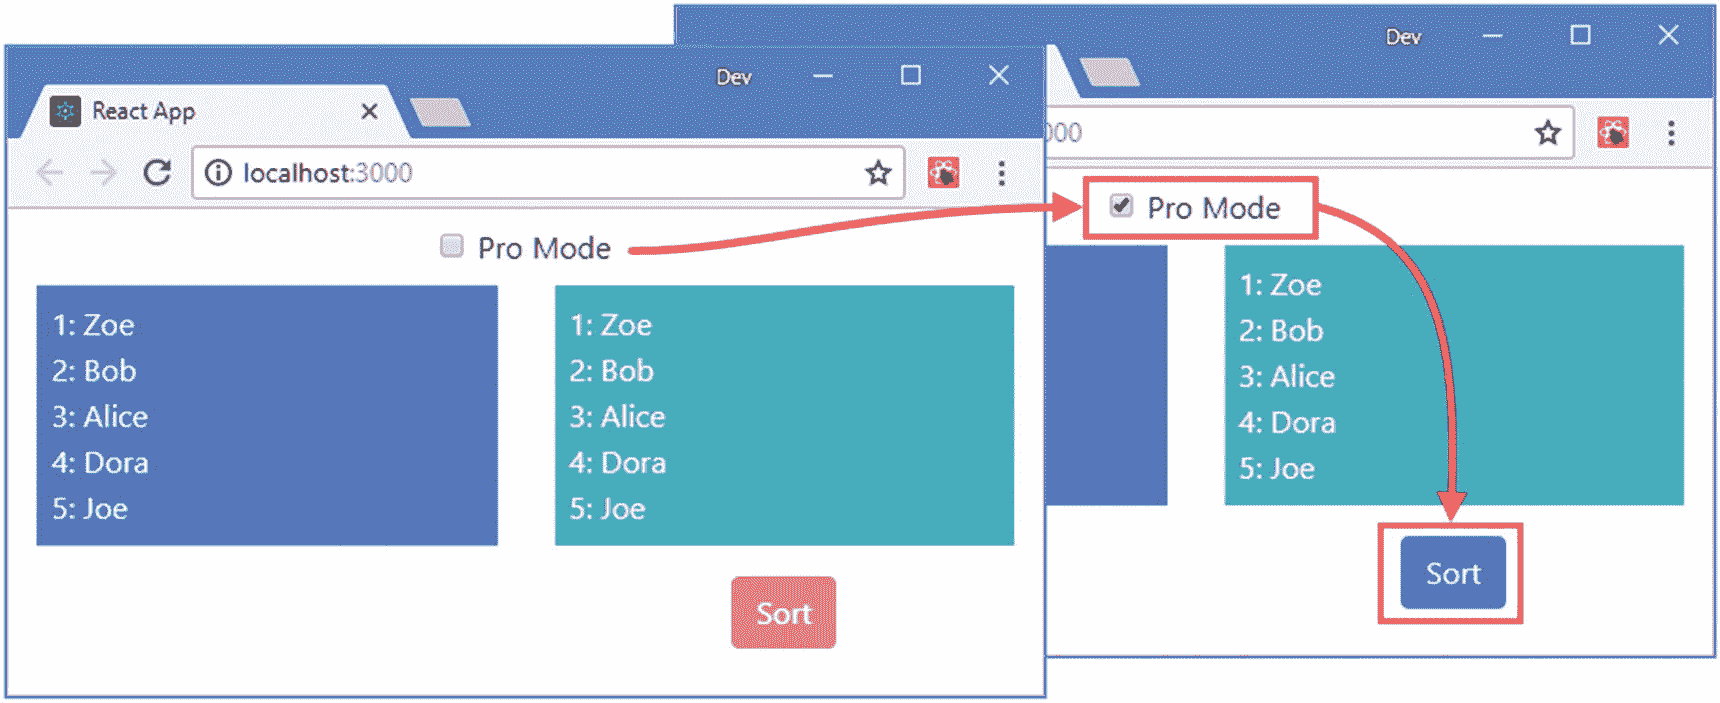 Dev
React App
localhost:3000
Pro Mode
1: Zoe
2: Bob
3: Alice
4: Dora
5: Joe
1: Zoe
2: Bob
3: Alice
4: Dora
5: Joe
Sort
Dev
000
Pro Mode
1: Zoe
2: Bob
3: Alice
4: Dora
5: Joe
Sort